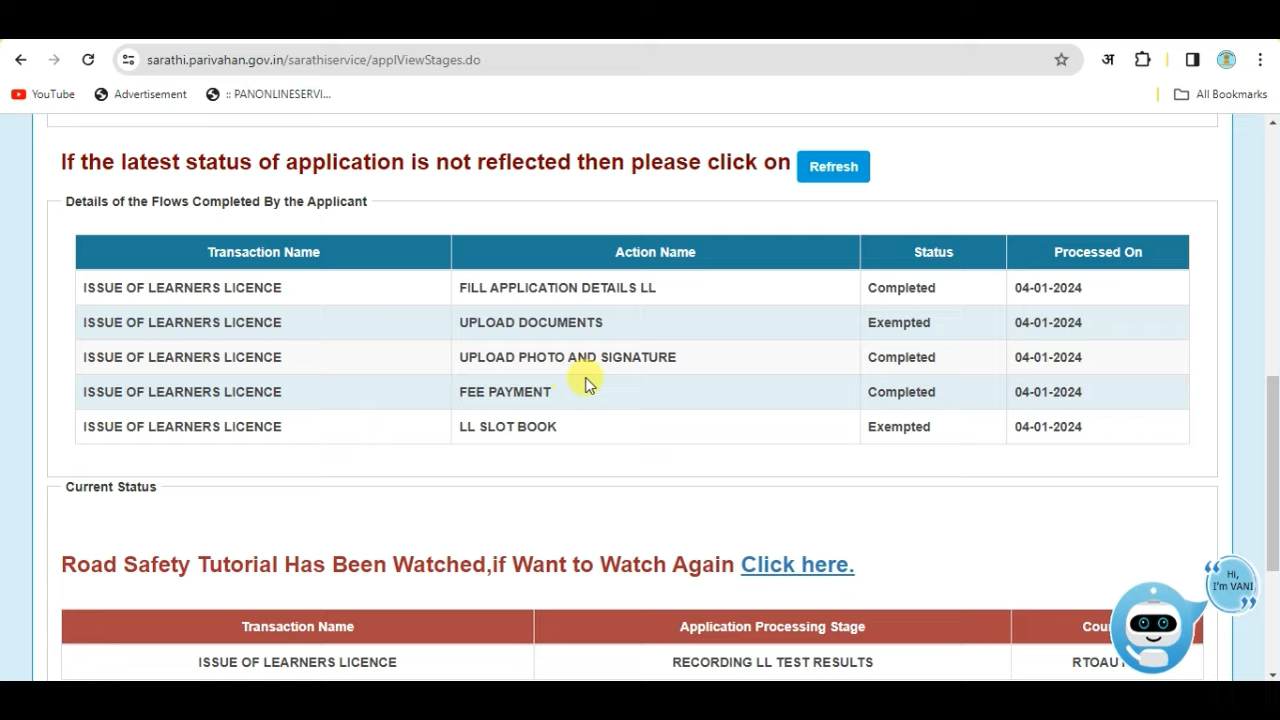 sarathi.parivahan.gov.in/sarathiservice/applViewStages.do
अ
YouTube Advertisement :: PANONLINESERVI... All Bookmarks
If the latest status of application is not reflected then please click on Refresh
Details of the Flows Completed By the Applicant
Transaction Name Action Name Status Processed On
ISSUE OF LEARNERS LICENCE FILL APPLICATION DETAILS LL Completed 04-01-2024
ISSUE OF LEARNERS LICENCE UPLOAD DOCUMENTS Exempted 04-01-2024
ISSUE OF LEARNERS LICENCE UPLOAD PHOTO AND SIGNATURE Completed 04-01-2024
ISSUE OF LEARNERS LICENCE FEE PAYMENT Completed 04-01-2024
ISSUE OF LEARNERS LICENCE LL SLOT BOOK Exempted 04-01-2024
Current Status
Road Safety Tutorial Has Been Watched,if Want to Watch Again Click here.
Hi,
I'm VANI
Transaction Name Application Processing Stage
ISSUE OF LEARNERS LICENCE RECORDING LL TEST RESULTS